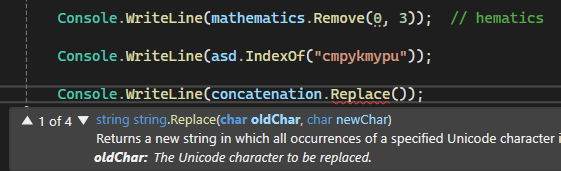 Console.WriteLine(mathematics.Remove(0, 3));  // hematics
Console.WriteLine(asd.IndexOf("cmpykmypu"));
Console.WriteLine(concatenation.Replace());
▲ 1 of 4 ▼ string string.Replace(char oldChar, char newChar)
Returns a new string in which all occurrences of a specified Unicode character i
oldChar: The Unicode character to be replaced.